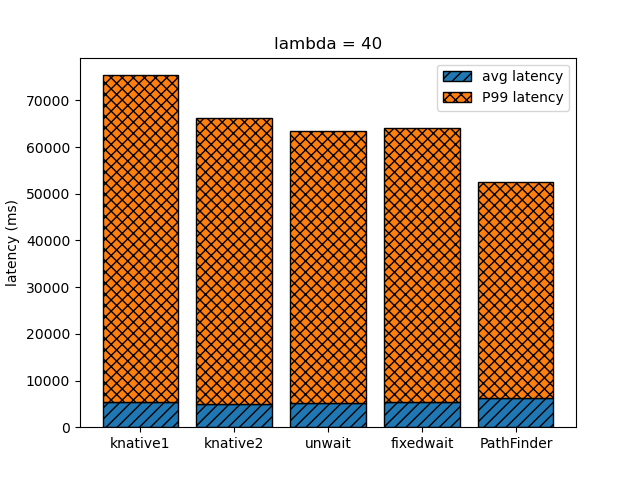 lambda = 40
avg latency
P99 latency
latency (ms)
70000
60000
50000
40000
30000
20000
10000
0
knative1 knative2 unwait fixedwait PathFinder